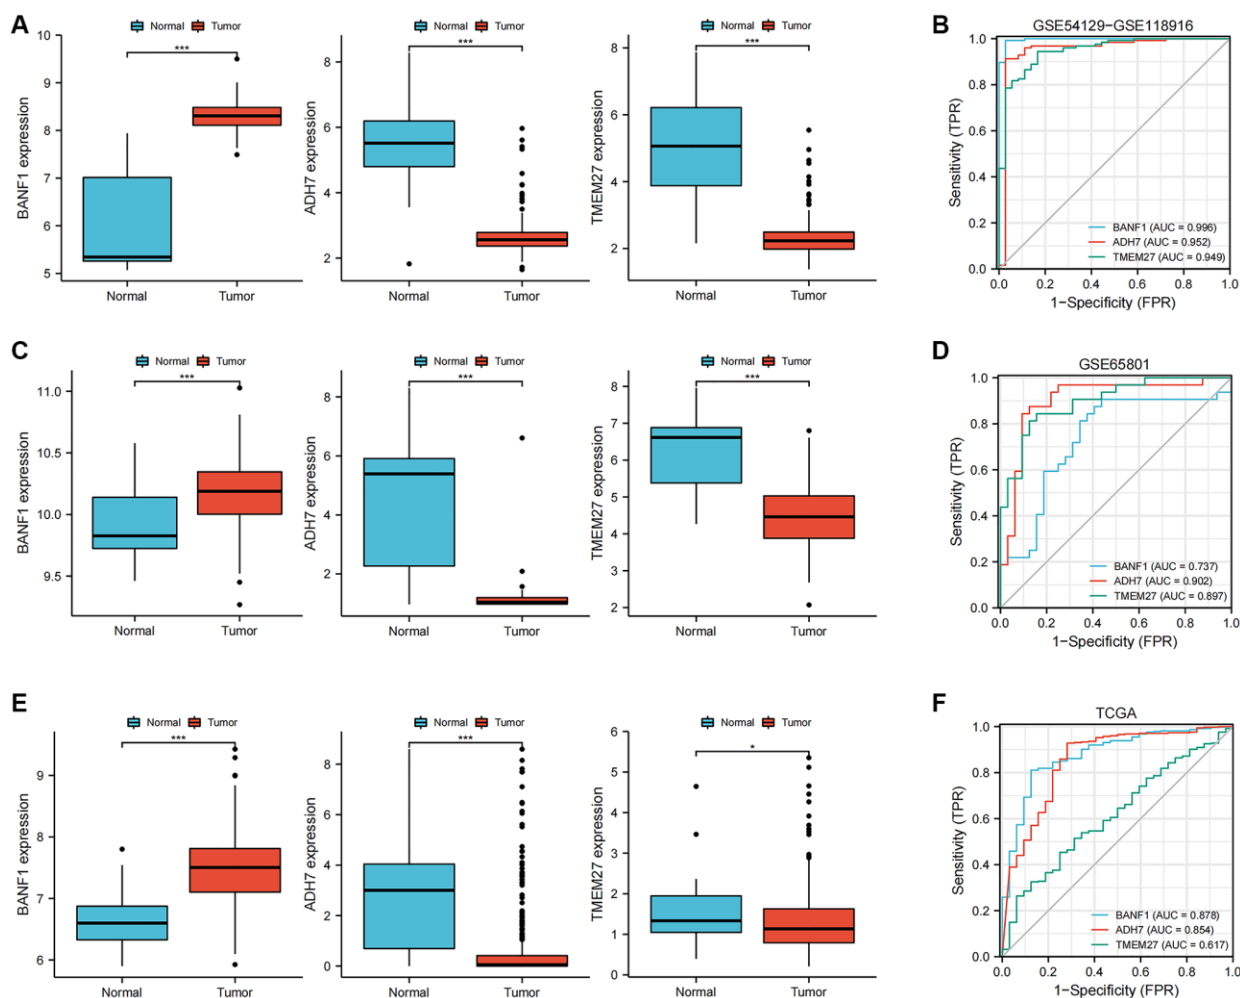 A
Normal Tumor
BANF1 expression
10
9
8
7
6
5
***
Normal Tumor
Normal Tumor
ADH7 expression
8
6
4
2
***
Normal Tumor
Normal Tumor
TMEM27 expression
6
4
2
***
Normal Tumor
B
GSE54129-GSE118916
Sensitivity (TPR)
1.0
0.8
0.6
0.4
0.2
0.0
BANF1 (AUC = 0.996)
ADH7 (AUC = 0.952)
TMEM27 (AUC = 0.949)
0.0 0.2 0.4 0.6 0.8 1.0
1-Specificity (FPR)
C
Normal Tumor
BANF1 expression
11.0
10.5
10.0
9.5
***
Normal Tumor
Normal Tumor
ADH7 expression
8
6
4
2
***
Normal Tumor
Normal Tumor
TMEM27 expression
8
7
6
5
4
3
2
***
Normal Tumor
D
GSE65801
Sensitivity (TPR)
1.0
0.8
0.6
0.4
0.2
0.0
BANF1 (AUC = 0.737)
ADH7 (AUC = 0.902)
TMEM27 (AUC = 0.897)
0.0 0.2 0.4 0.6 0.8 1.0
1-Specificity (FPR)
E
Normal Tumor
BANF1 expression
9
8
7
6
***
Normal Tumor
Normal Tumor
ADH7 expression
8
6
4
2
0
***
Normal Tumor
Normal Tumor
TMEM27 expression
6
5
4
3
2
1
0
*
Normal Tumor
F
TCGA
Sensitivity (TPR)
1.0
0.8
0.6
0.4
0.2
0.0
BANF1 (AUC = 0.878)
ADH7 (AUC = 0.854)
TMEM27 (AUC = 0.617)
0.0 0.2 0.4 0.6 0.8 1.0
1-Specificity (FPR)